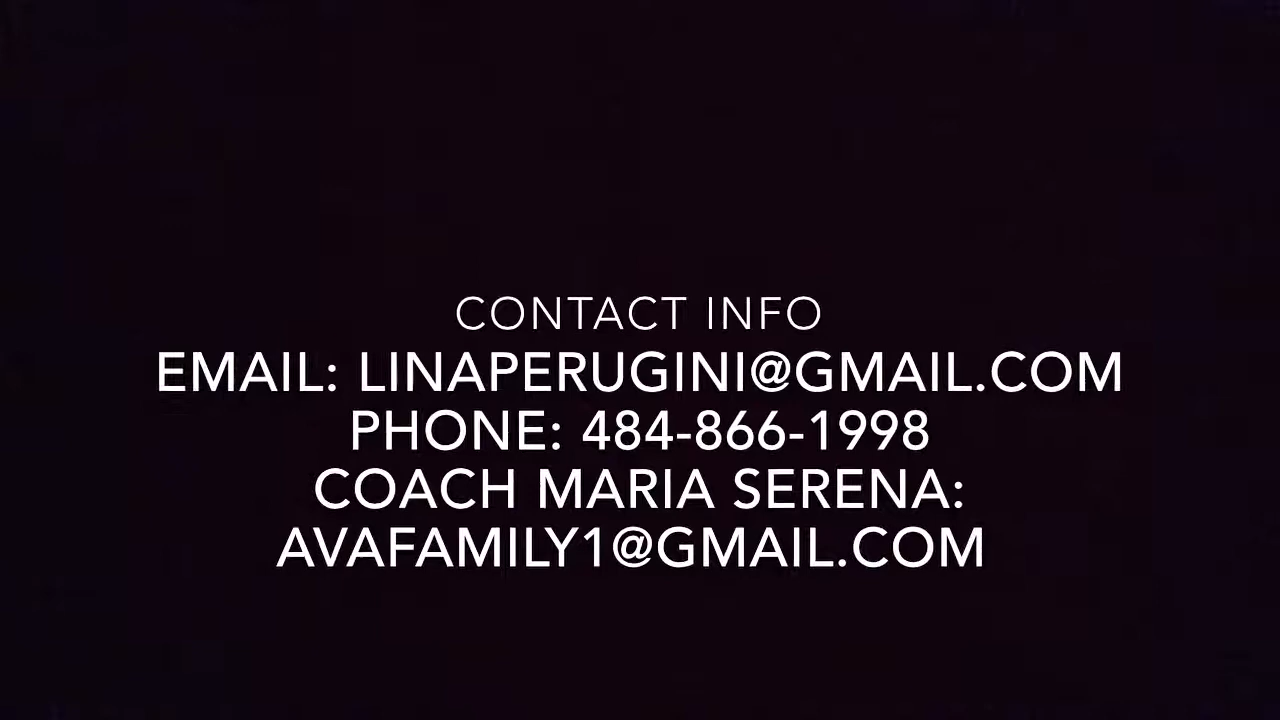 CONTACT INFO
EMAIL: LINAPERUGINI@GMAIL.COM
PHONE: 484-866-1998
COACH MARIA SERENA:
AVAFAMILY1@GMAIL.COM